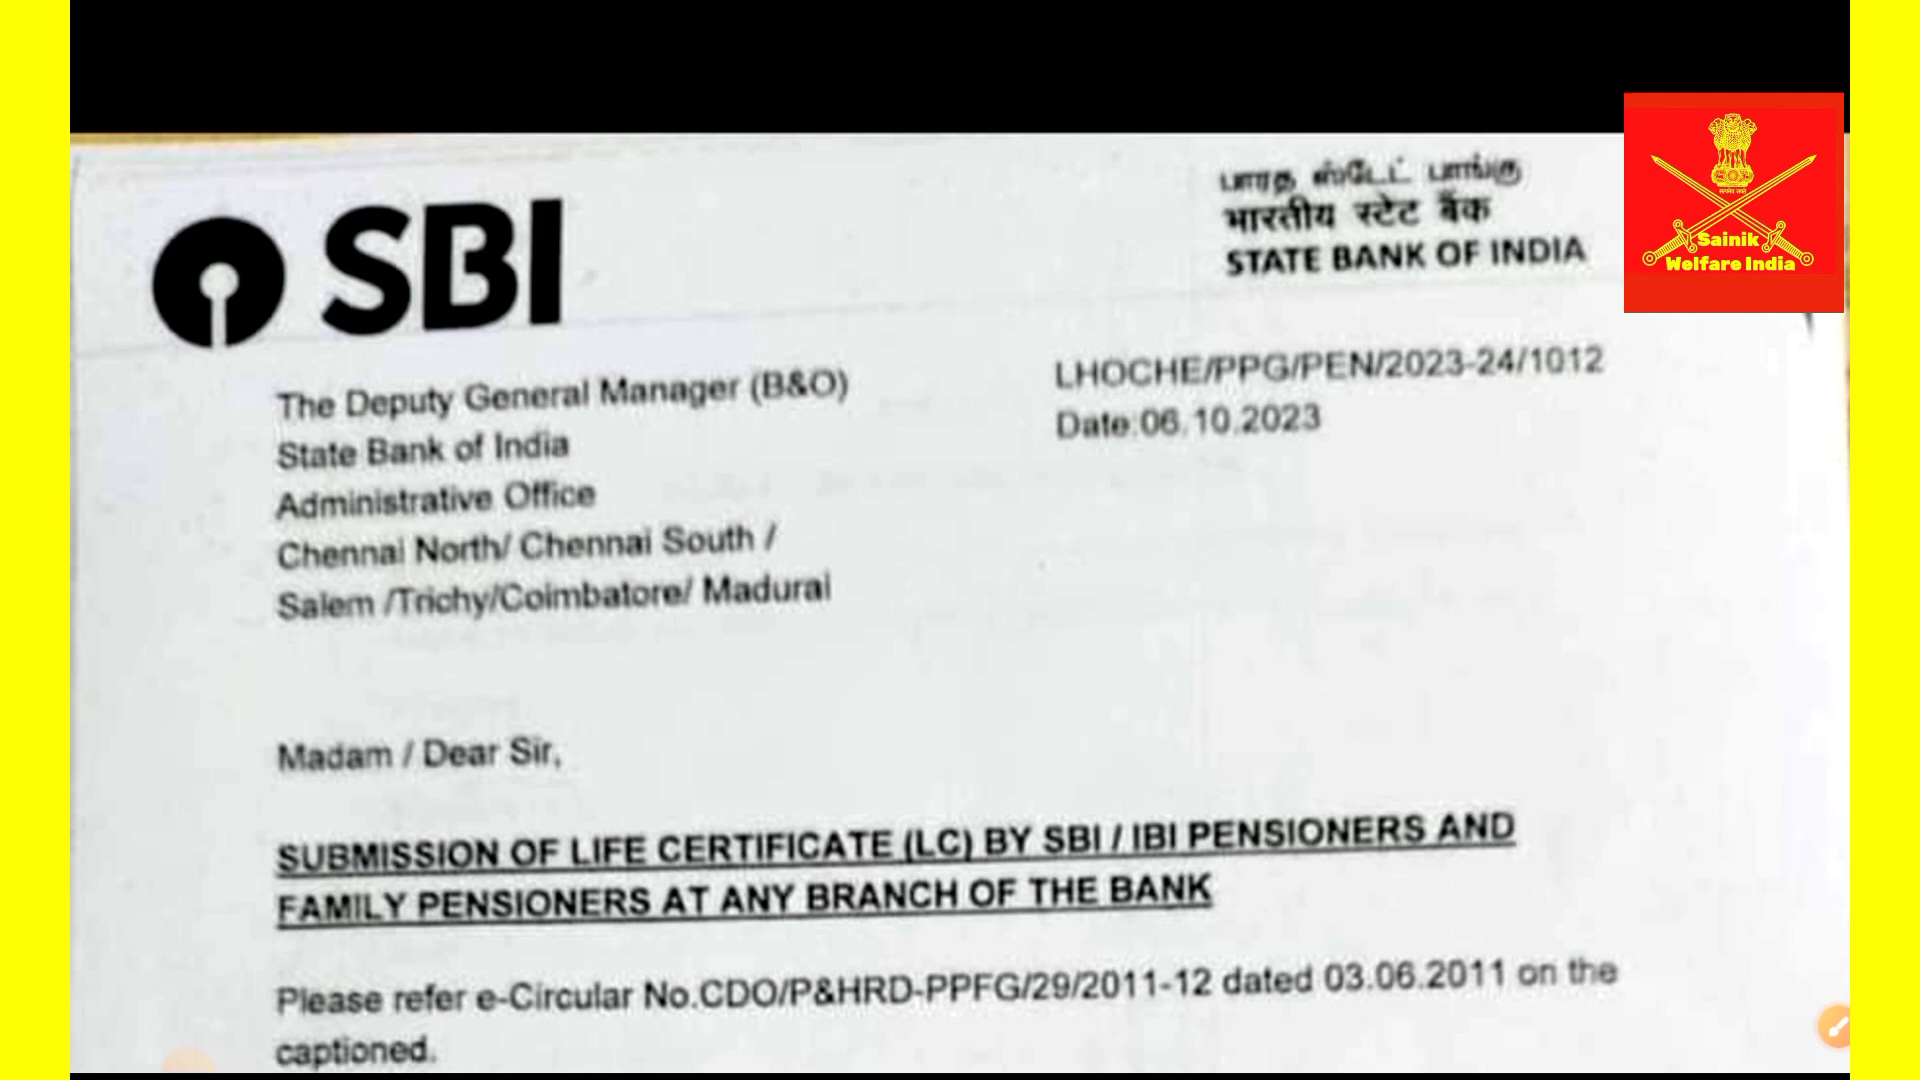 SBI
பாரத ஸ்டேட் பாங்கு
भारतीय स्टेट बैंक
STATE BANK OF INDIA
सत्यमेव जयते
Sainik
Welfare India
The Deputy General Manager (B&O)
State Bank of India
Administrative Office
Chennai North/ Chennai South /
Salem /Trichy/Coimbatore/ Madurai
LHOCHE/PPG/PEN/2023-24/1012
Date:06.10.2023
Madam / Dear Sir,
SUBMISSION OF LIFE CERTIFICATE (LC) BY SBI / IBI PENSIONERS AND
FAMILY PENSIONERS AT ANY BRANCH OF THE BANK
Please refer e-Circular No.CDO/P&HRD-PPFG/29/2011-12 dated 03.06.2011 on the
captioned.